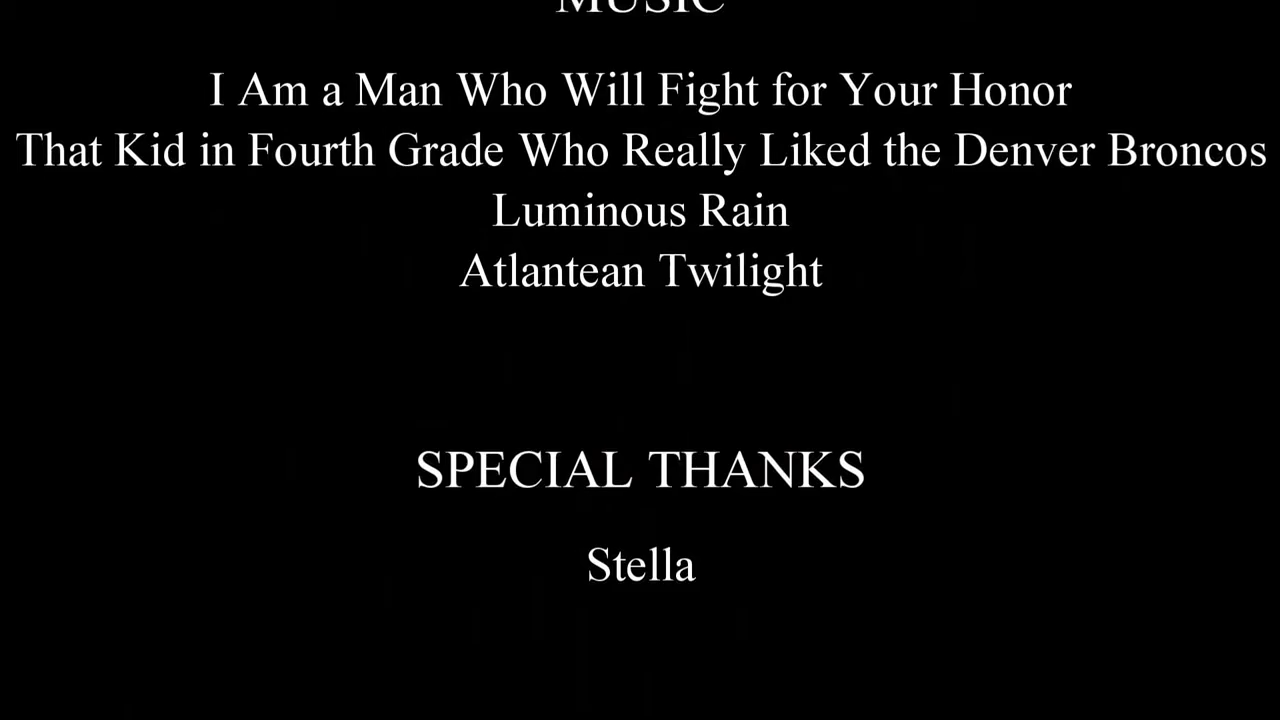 MUSIC
I Am a Man Who Will Fight for Your Honor
That Kid in Fourth Grade Who Really Liked the Denver Broncos
Luminous Rain
Atlantean Twilight
SPECIAL THANKS
Stella